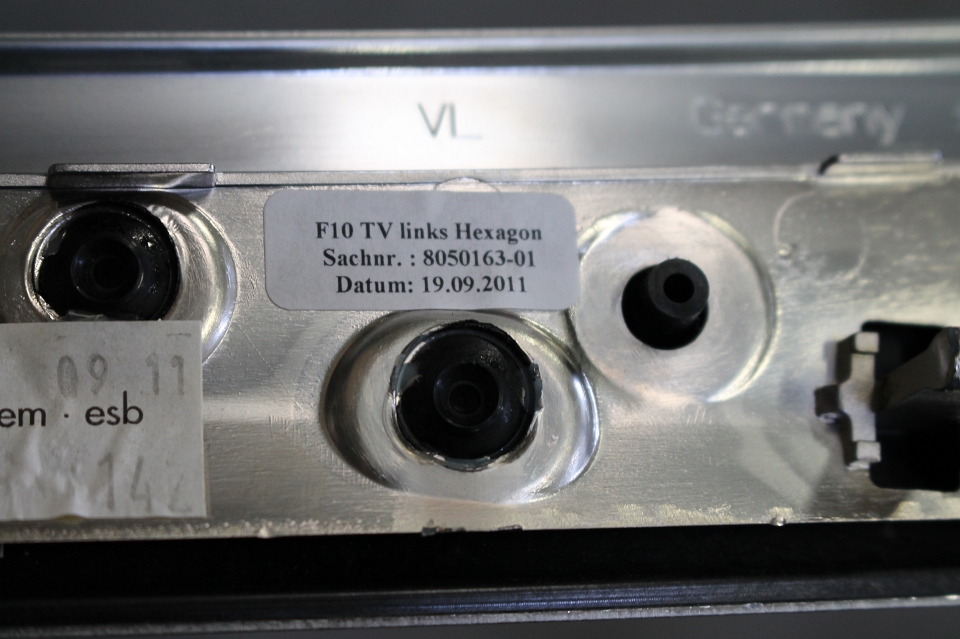 VL
Germany
F10 TV links Hexagon
Sachnr. : 8050163-01
Datum: 19.09.2011
09 11
em · esb